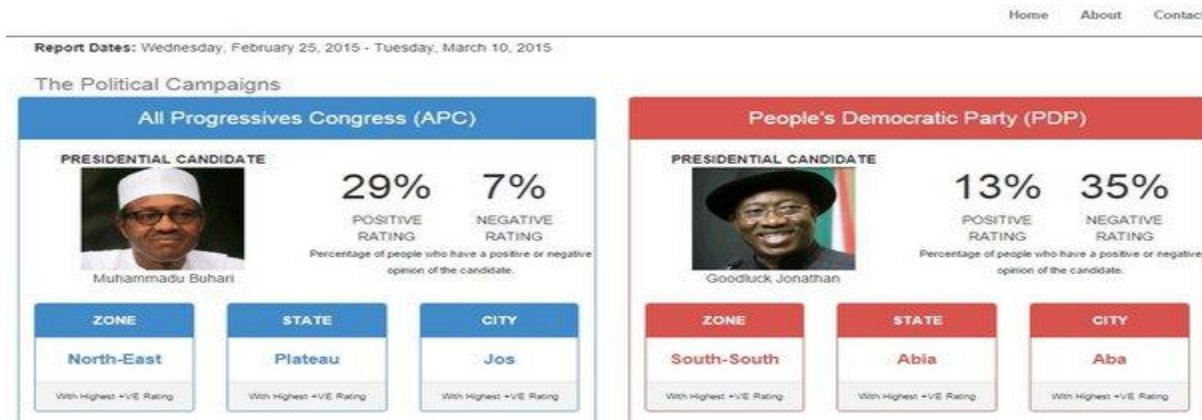 Home About Contact
Report Dates: Wednesday, February 25, 2015 - Tuesday, March 10, 2015
The Political Campaigns
All Progressives Congress (APC)
PRESIDENTIAL CANDIDATE
29% 7%
POSITIVE RATING NEGATIVE RATING
Percentage of people who have a positive or negative
opinion of the candidate.
Muhammadu Buhari
ZONE STATE CITY
North-East Plateau Jos
With Highest +VE Rating With Highest +VE Rating With Highest +VE Rating
People's Democratic Party (PDP)
PRESIDENTIAL CANDIDATE
13% 35%
POSITIVE RATING NEGATIVE RATING
Percentage of people who have a positive or negative
opinion of the candidate.
Goodluck Jonathan
ZONE STATE CITY
South-South Abia Aba
With Highest +VE Rating With Highest +VE Rating With Highest +VE Rating